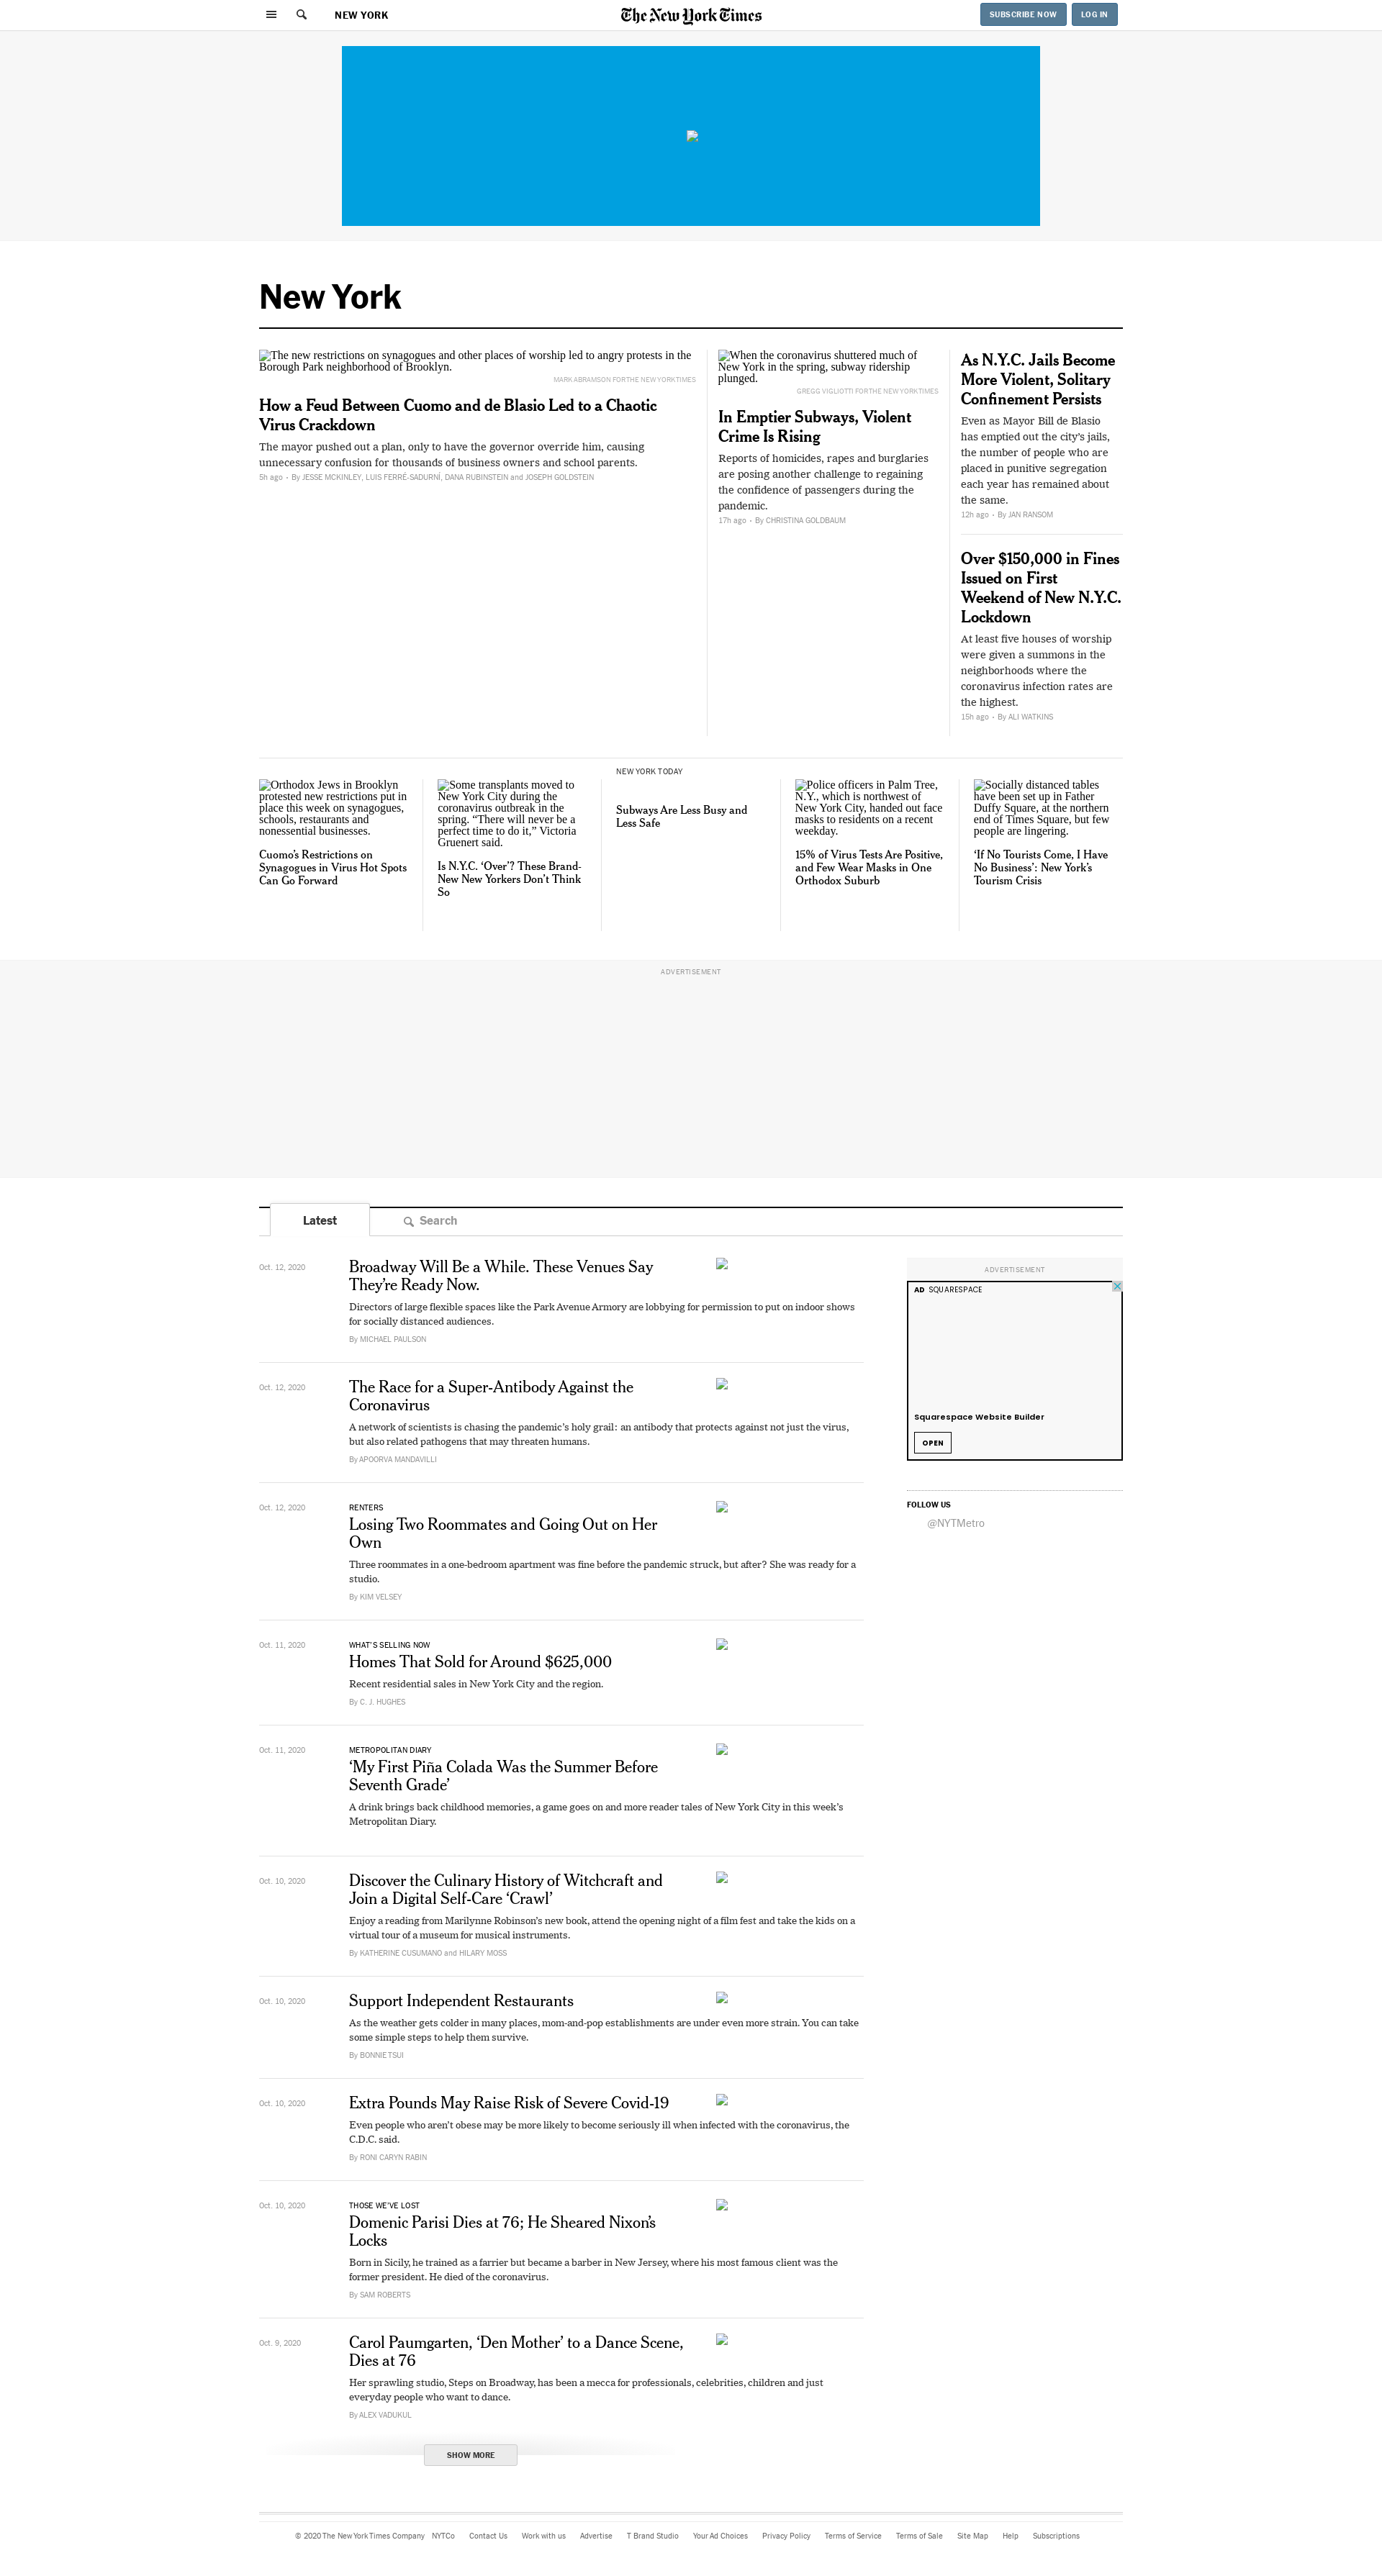 NEW YORK
The New York Times
SUBSCRIBE NOW
LOG IN
New York
The new restrictions on synagogues and other places of worship led to angry protests in the
Borough Park neighborhood of Brooklyn.
MARK ABRAMSON FOR THE NEW YORK TIMES
How a Feud Between Cuomo and de Blasio Led to a Chaotic
Virus Crackdown
The mayor pushed out a plan, only to have the governor override him, causing
unnecessary confusion for thousands of business owners and school parents.
5h ago • By JESSE MCKINLEY, LUIS FERRÉ-SADURNÍ, DANA RUBINSTEIN and JOSEPH GOLDSTEIN
When the coronavirus shuttered much of
New York in the spring, subway ridership
plunged.
GREGG VIGLIOTTI FOR THE NEW YORK TIMES
In Emptier Subways, Violent
Crime Is Rising
Reports of homicides, rapes and burglaries
are posing another challenge to regaining
the confidence of passengers during the
pandemic.
17h ago • By CHRISTINA GOLDBAUM
As N.Y.C. Jails Become
More Violent, Solitary
Confinement Persists
Even as Mayor Bill de Blasio
has emptied out the city's jails,
the number of people who are
placed in punitive segregation
each year has remained about
the same.
12h ago • By JAN RANSOM
Over $150,000 in Fines
Issued on First
Weekend of New N.Y.C.
Lockdown
At least five houses of worship
were given a summons in the
neighborhoods where the
coronavirus infection rates are
the highest.
15h ago • By ALI WATKINS
Orthodox Jews in Brooklyn
protested new restrictions put in
place this week on synagogues,
schools, restaurants and
nonessential businesses.
Cuomo's Restrictions on
Synagogues in Virus Hot Spots
Can Go Forward
Some transplants moved to
New York City during the
coronavirus outbreak in the
spring. “There will never be a
perfect time to do it,” Victoria
Gruenert said.
Is N.Y.C. ‘Over’? These Brand-
New New Yorkers Don’t Think
So
NEW YORK TODAY
Subways Are Less Busy and
Less Safe
Police officers in Palm Tree,
N.Y., which is northwest of
New York City, handed out face
masks to residents on a recent
weekday.
15% of Virus Tests Are Positive,
and Few Wear Masks in One
Orthodox Suburb
Socially distanced tables
have been set up in Father
Duffy Square, at the northern
end of Times Square, but few
people are lingering.
‘If No Tourists Come, I Have
No Business’: New York’s
Tourism Crisis
ADVERTISEMENT
Latest
Search
Oct. 12, 2020
Broadway Will Be a While. These Venues Say
They’re Ready Now.
Directors of large flexible spaces like the Park Avenue Armory are lobbying for permission to put on indoor shows
for socially distanced audiences.
By MICHAEL PAULSON
Oct. 12, 2020
The Race for a Super-Antibody Against the
Coronavirus
A network of scientists is chasing the pandemic’s holy grail: an antibody that protects against not just the virus,
but also related pathogens that may threaten humans.
By APOORVA MANDAVILLI
Oct. 12, 2020
RENTERS
Losing Two Roommates and Going Out on Her
Own
Three roommates in a one-bedroom apartment was fine before the pandemic struck, but after? She was ready for a
studio.
By KIM VELSEY
Oct. 11, 2020
WHAT’S SELLING NOW
Homes That Sold for Around $625,000
Recent residential sales in New York City and the region.
By C. J. HUGHES
Oct. 11, 2020
METROPOLITAN DIARY
‘My First Piña Colada Was the Summer Before
Seventh Grade’
A drink brings back childhood memories, a game goes on and more reader tales of New York City in this week’s
Metropolitan Diary.
Oct. 10, 2020
Discover the Culinary History of Witchcraft and
Join a Digital Self-Care ‘Crawl’
Enjoy a reading from Marilynne Robinson’s new book, attend the opening night of a film fest and take the kids on a
virtual tour of a museum for musical instruments.
By KATHERINE CUSUMANO and HILARY MOSS
Oct. 10, 2020
Support Independent Restaurants
As the weather gets colder in many places, mom-and-pop establishments are under even more strain. You can take
some simple steps to help them survive.
By BONNIE TSUI
Oct. 10, 2020
Extra Pounds May Raise Risk of Severe Covid-19
Even people who aren’t obese may be more likely to become seriously ill when infected with the coronavirus, the
C.D.C. said.
By RONI CARYN RABIN
Oct. 10, 2020
THOSE WE’VE LOST
Domenic Parisi Dies at 76; He Sheared Nixon’s
Locks
Born in Sicily, he trained as a farrier but became a barber in New Jersey, where his most famous client was the
former president. He died of the coronavirus.
By SAM ROBERTS
Oct. 9, 2020
Carol Paumgarten, ‘Den Mother’ to a Dance Scene,
Dies at 76
Her sprawling studio, Steps on Broadway, has been a mecca for professionals, celebrities, children and just
everyday people who want to dance.
By ALEX VADUKUL
SHOW MORE
ADVERTISEMENT
AD SQUARESPACE
Squarespace Website Builder
OPEN
FOLLOW US
@NYTMetro
© 2020 The New York Times Company NYTCo Contact Us Work with us Advertise T Brand Studio Your Ad Choices Privacy Policy Terms of Service Terms of Sale Site Map Help Subscriptions